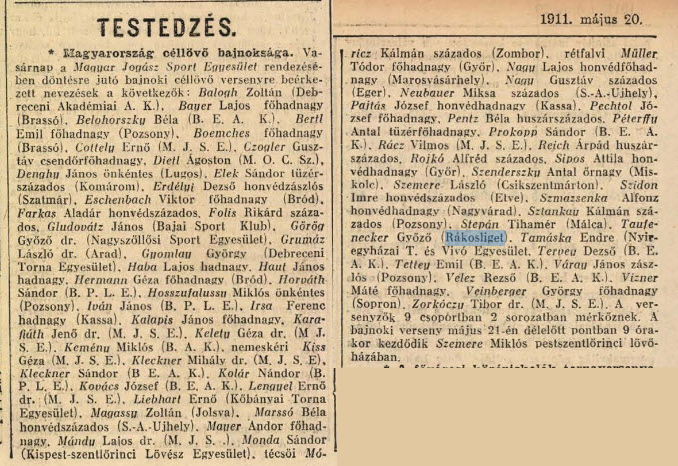 TESTEDZÉS.
* Magyarország céllövő bajnoksága. Va-
sárnap a Magyar Jogász Sport Egyesület rendezésé-
ben döntésre jutó bajnoki céllövő versenyre beérke-
zett nevezések a következők: Balogh Zoltán (Deb-
receni Akadémiai A. K.), Bayer Lajos főhadnagy
(Brassó), Belohorszky Béla (B. E. A. K.), Bertl
Emil főhadnagy (Pozsony), Boemches főhadnagy
(Brassó), Cottely Ernő (M. J. S. E.), Czogler Gusz-
táv csendőrfőhadnagy, Dietl Ágoston (M. O. C. Sz.),
Denghy János önkéntes (Lugos), Elek Sándor tüzér-
százados (Komárom), Erdélyi Dezső honvédzászlós
(Szatmár), Eschenbach Viktor főhadnagy (Bród),
Farkas Aladár honvédszázados, Folis Rikárd száza-
dos, Gludovátz János (Bajai Sport Klub), Görög
Győző dr. (Nagyszöllősi Sport Egyesület), Grumáz
László dr. (Arad), Gyomlay György (Debreceni
Torna Egyesület), Haba Lajos hadnagy, Haut János
hadnagy, Hermann Géza főhadnagy (Bród), Horváth
Sándor (B. P. L. E.), Hosszufalussy Miklós önkéntes
(Pozsony), Iván János (B. P. L. E.), Irsa Ferenc
hadnagy (Kassa), Kalapis János főhadnagy, Kara-
fiáth Jenő dr. (M. J. S. E.), Kelety Géza dr. (M J.
S. E.), Kemény Miklós (B. A. K.), nemeskéri Kiss
Géza (M. J. S. E.), Kleckner Mihály dr. (M. J. S. E),
Kleckner Sándor (B E. A. K.), Kolár Nándor (B.
P. L. E.), Kovács József (B. E. A. K.), Lengyel Ernő
dr. (M. J. S. E.), Liebhart Ernő (Kőbányai Torna
Egyesület), Magassy Zoltán (Jolsva), Marssó Béla
honvédszázados (S.-A.-Ujhely), Mayer Andor főhad-
nagy, Mándy Lajos dr. (M. J. S. .), Monda Sándor
(Kispest-szentlőrinci Lövész Egyesület), técsői Mó-
1911. május 20.
ricz Kálmán százados (Zombor), rétfalvi Müller
Tódor főhadnagy (Győr), Nagy Lajos honvédfőhad-
nagy (Marosvásárhely), Nagy Gusztáv százados
(Eger), Neubauer Miksa százados (S.-A.-Ujhely),
Pajtás József honvédhadnagy (Kassa), Pechtol Jó-
zsef főhadnagy, Pentz Béla huszárszázados, Péterffy
Antal tüzérfőhadnagy, Prokopp Sándor (B. E. A.
K.), Rácz Vilmos (M. J. S. E.), Reich Árpád huszár-
százados, Rojkó Alfréd százados, Sipos Attila hon-
védhadnagy (Győr), Szenderszky Antal őrnagy (Mis-
kolc), Szemere László (Csikszentmárton), Szidon
Imre honvédszázados (Etve), Szmazsenka Alfonz
honvédhadnagy (Nagyvárad), Sztankay Kálmán szá-
zados (Pozsony), Stepán Tihamér (Málca), Taufe-
necker Győző (Rákosliget), Tamáska Endre (Nyir-
egyházai T. és Vivó Egyesület, Tervey Dezső (B. E.
A. K.), Tettey Emil (B. E. A. K.), Váray János zász-
lós (Pozsony), Velez Rezső (B. E. A. K.), Vizner
Máté főhadnagy, Veinberger György főhadnagy
(Sopron), Zorkóczy Tibor dr. (M. J. S. E.). A ver-
senyzők 9 csoportban 2 sorozatban mérkőznek. A
bajnoki verseny május 21-én délelőtt pontban 9 óra-
kor kezdődik Szemere Miklós pestszentlőrinci lövő-
házában.